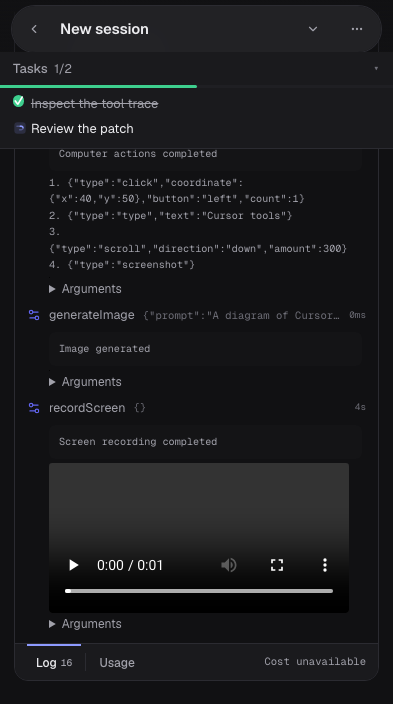 New session
Tasks 1/2
Inspect the tool trace
Review the patch
Computer actions completed
1. {"type":"click","coordinate":
{"x":40,"y":50},"button":"left","count":1}
2. {"type":"type","text":"Cursor tools"}
3.
{"type":"scroll","direction":"down","amount":300}
4. {"type":"screenshot"}
Arguments
generateImage {"prompt":"A diagram of Cursor… 0ms
Image generated
Arguments
recordScreen {} 4s
Screen recording completed
0:00 / 0:01
Arguments
Log 16 Usage Cost unavailable